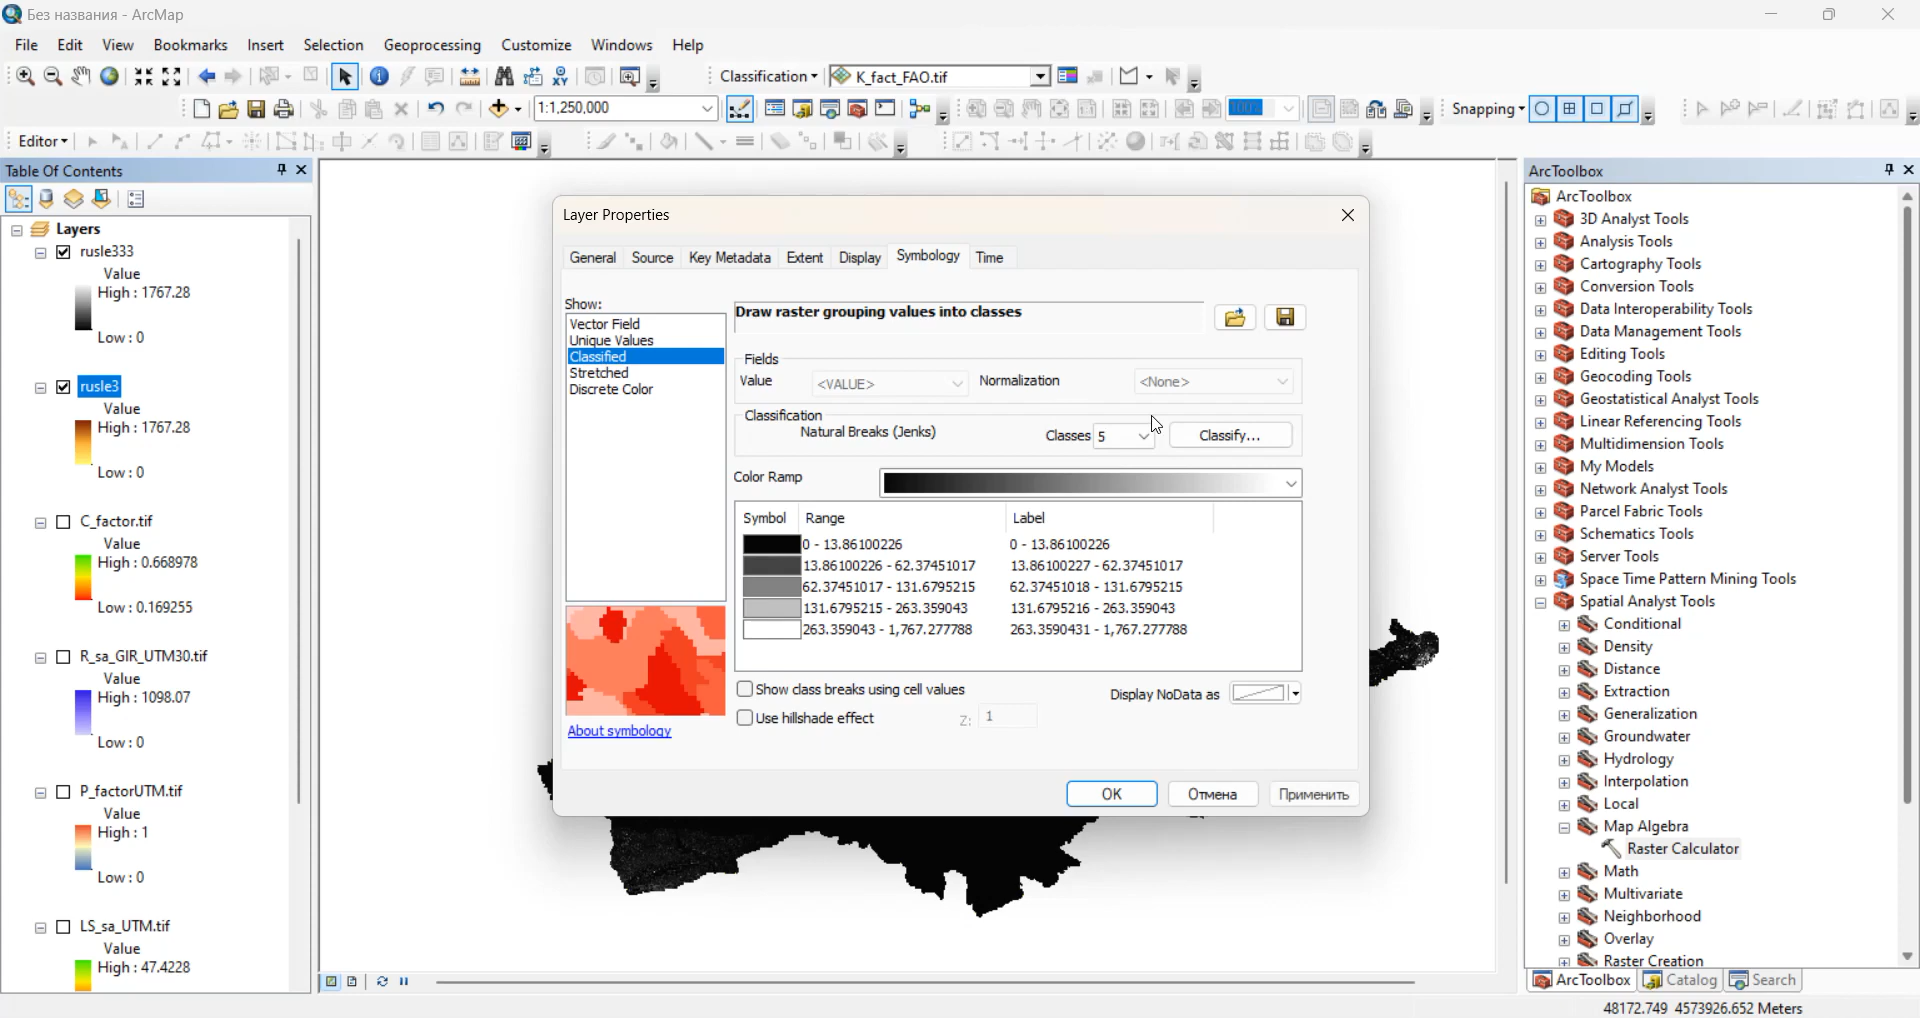 Без названия - ArcMap
File Edit View Bookmarks Insert Selection Geoprocessing Customize Windows Help
Classification K_fact_FAO.tif
1:1,250,000 100% Snapping
Editor
Table Of Contents
Layers
rusle333
Value
High : 1767.28
Low : 0
rusle3
Value
High : 1767.28
Low : 0
C_factor.tif
Value
High : 0.668978
Low : 0.169255
R_sa_GIR_UTM30.tif
Value
High : 1098.07
Low : 0
P_factorUTM.tif
Value
High : 1
Low : 0
LS_sa_UTM.tif
Value
High : 47.4228
Layer Properties
General Source Key Metadata Extent Display Symbology Time
Show:
Vector Field
Unique Values
Classified
Stretched
Discrete Color
About symbology
Draw raster grouping values into classes
Fields
Value <VALUE> Normalization <None>
Classification
Natural Breaks (Jenks) Classes 5 Classify...
Color Ramp
Symbol Range Label
0 - 13.86100226 0 - 13.86100226
13.86100226 - 62.37451017 13.86100227 - 62.37451017
62.37451017 - 131.6795215 62.37451018 - 131.6795215
131.6795215 - 263.359043 131.6795216 - 263.359043
263.359043 - 1,767.277788 263.3590431 - 1,767.277788
Show class breaks using cell values Display NoData as
Use hillshade effect Z: 1
OK Отмена Применить
ArcToolbox
ArcToolbox
3D Analyst Tools
Analysis Tools
Cartography Tools
Conversion Tools
Data Interoperability Tools
Data Management Tools
Editing Tools
Geocoding Tools
Geostatistical Analyst Tools
Linear Referencing Tools
Multidimension Tools
My Models
Network Analyst Tools
Parcel Fabric Tools
Schematics Tools
Server Tools
Space Time Pattern Mining Tools
Spatial Analyst Tools
Conditional
Density
Distance
Extraction
Generalization
Groundwater
Hydrology
Interpolation
Local
Map Algebra
Raster Calculator
Math
Multivariate
Neighborhood
Overlay
Raster Creation
ArcToolbox Catalog Search
48172.749 4573926.652 Meters